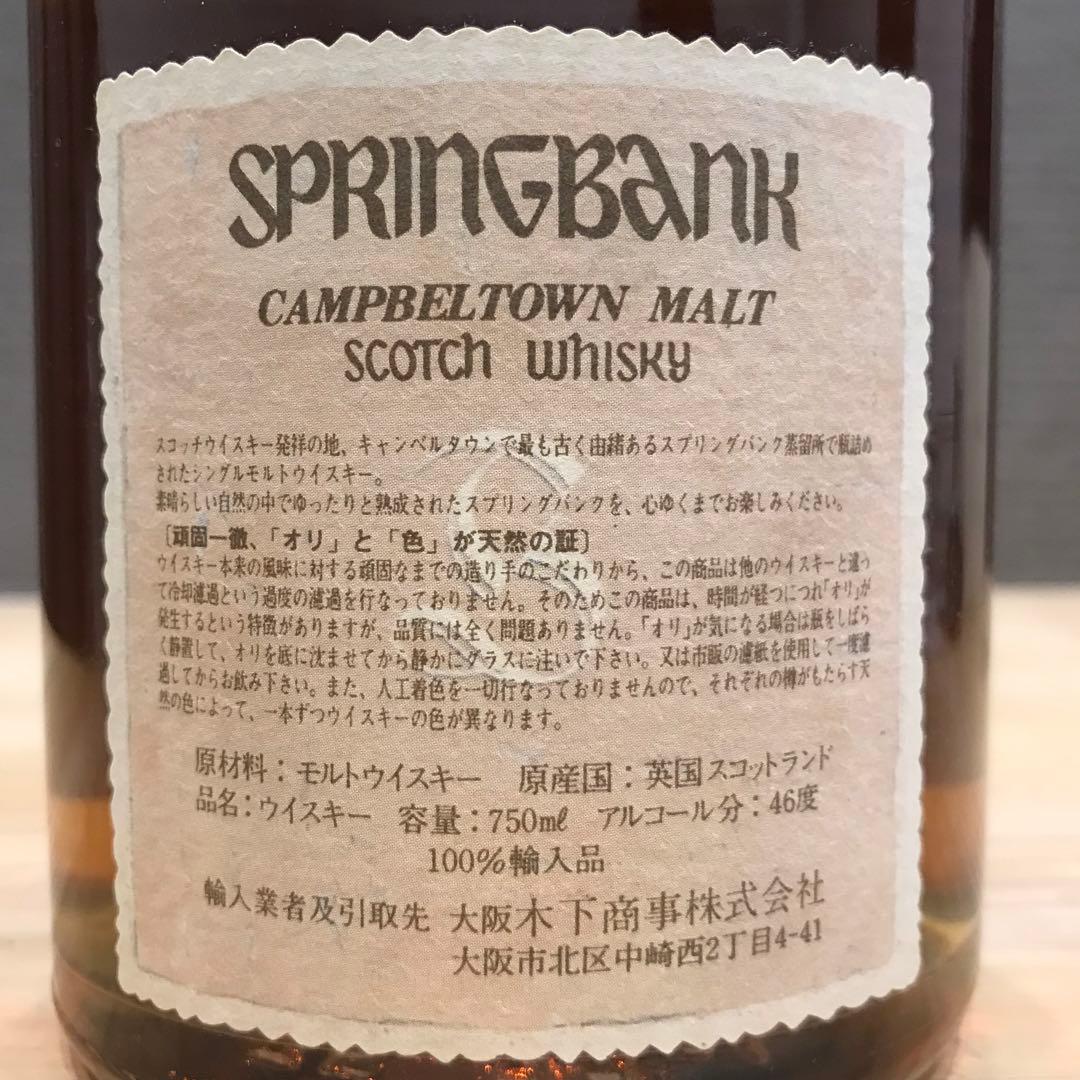 SPRINGBANK
CAMPBELTOWN MALT
SCOTCH WHISKY
スコッチウイスキー発祥の地、キャンベルタウンで最も古く由緒あるスプリングバンク蒸留所で瓶詰め
されたシングルモルトウイスキー。
素晴らしい自然の中でゆったりと熟成されたスプリングバンクを、心ゆくまでお楽しみください。
〔頑固一徹、「オリ」と「色」が天然の証〕
ウイスキー本来の風味に対する頑固なまでの造り手のこだわりから、この商品は他のウイスキーと違っ
て冷却濾過という過度の濾過を行なっておりません。そのためこの商品は、時間が経つにつれ「オリ」が
発生するという特徴がありますが、品質には全く問題ありません。「オリ」が気になる場合は瓶をしばら
く静置して、オリを底に沈ませてから静かにグラスに注いで下さい。又は市販の濾紙を使用して一度濾
過してからお飲み下さい。また、人工着色を一切行なっておりませんので、それぞれの樽がもたらす天
然の色によって、一本ずつウイスキーの色が異なります。
原材料：モルトウイスキー 原産国：英国スコットランド
品名：ウイスキー 容量：750ml アルコール分：46度
100%輸入品
輸入業者及引取先 大阪木下商事株式会社
大阪市北区中崎西2丁目4-41